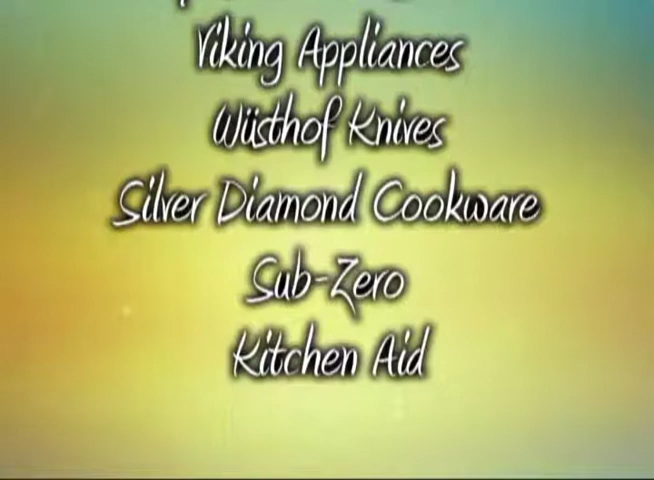 Viking Appliances
Wüsthof Knives
Silver Diamond Cookware
Sub-Zero
Kitchen Aid